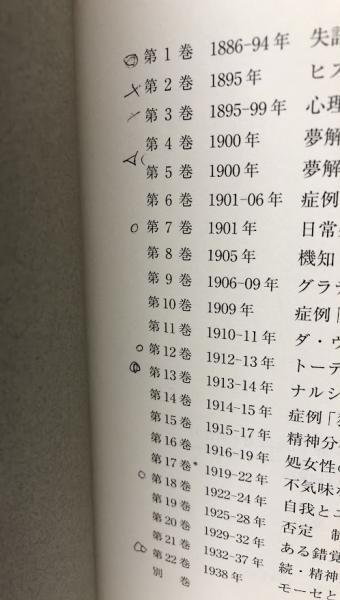 第1巻 1886-94年 失語
第2巻 1895年 ヒス
第3巻 1895-99年 心理
第4巻 1900年 夢解
第5巻 1900年 夢解
第6巻 1901-06年 症例
第7巻 1901年 日常
第8巻 1905年 機知
第9巻 1906-09年 グラデ
第10巻 1909年 症例「
第11巻 1910-11年 ダ・ヴ
第12巻 1912-13年 トーテ
第13巻 1913-14年 ナルシ
第14巻 1914-15年 症例「
第15巻 1915-17年 精神分
第16巻 1916-19年 処女性の
第17巻* 1919-22年 不気味な
第18巻 1922-24年 自我とエ
第19巻 1925-28年 否定 制
第20巻 1929-32年 ある錯覚
第21巻 1932-37年 続・精神
第22巻 1938年 モーセと
別巻